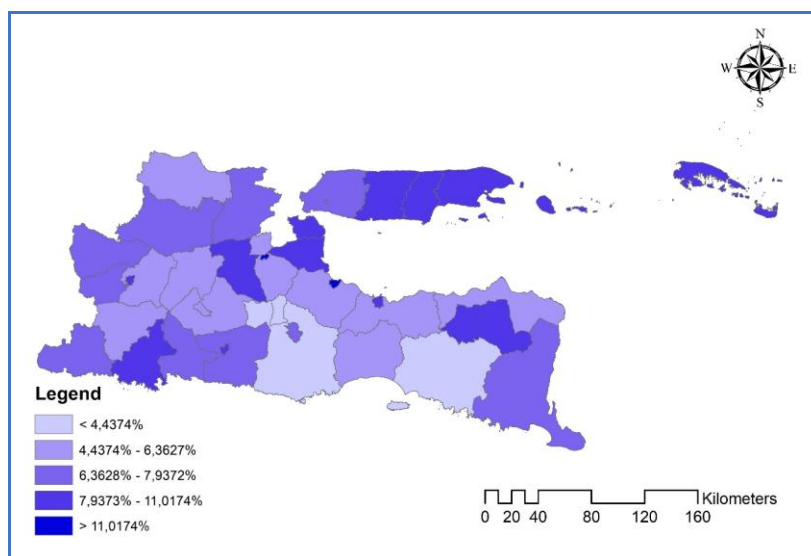 N
W E
S
Legend
< 4,4374%
4,4374% - 6,3627%
6,3628% - 7,9372%
7,9373% - 11,0174%
> 11,0174%
Kilometers
0 20 40 80 120 160